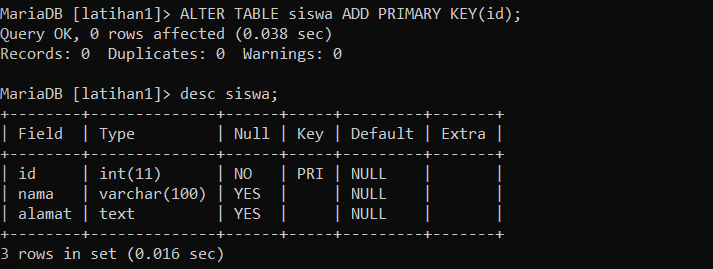 MariaDB [latihan1]> ALTER TABLE siswa ADD PRIMARY KEY(id);
Query OK, 0 rows affected (0.038 sec)
Records: 0  Duplicates: 0  Warnings: 0

MariaDB [latihan1]> desc siswa;
+--------+--------------+------+-----+---------+-------+
| Field  | Type         | Null | Key | Default | Extra |
+--------+--------------+------+-----+---------+-------+
| id     | int(11)      | NO   | PRI | NULL    |       |
| nama   | varchar(100) | YES  |     | NULL    |       |
| alamat | text         | YES  |     | NULL    |       |
+--------+--------------+------+-----+---------+-------+
3 rows in set (0.016 sec)